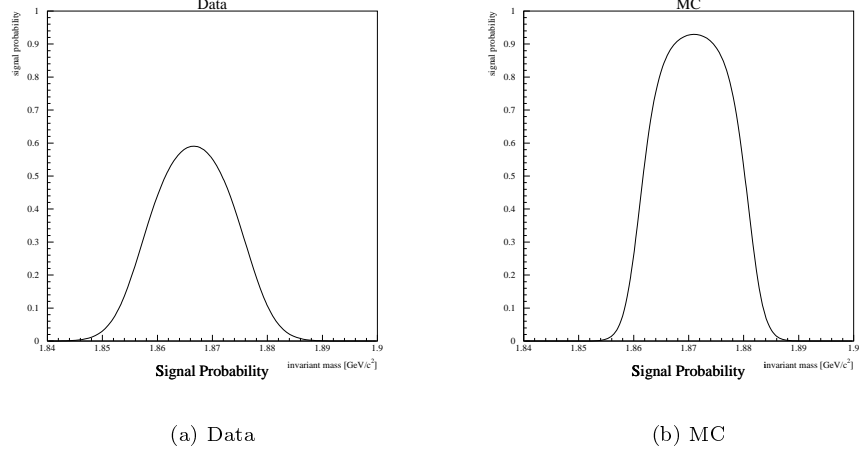 Data
signal probability
1
0.9
0.8
0.7
0.6
0.5
0.4
0.3
0.2
0.1
0
1.84 1.85 1.86 1.87 1.88 1.89 1.9
invariant mass [GeV/c²]
Signal Probability
(a) Data
MC
signal probability
1
0.9
0.8
0.7
0.6
0.5
0.4
0.3
0.2
0.1
0
1.84 1.85 1.86 1.87 1.88 1.89 1.9
invariant mass [GeV/c²]
Signal Probability
(b) MC